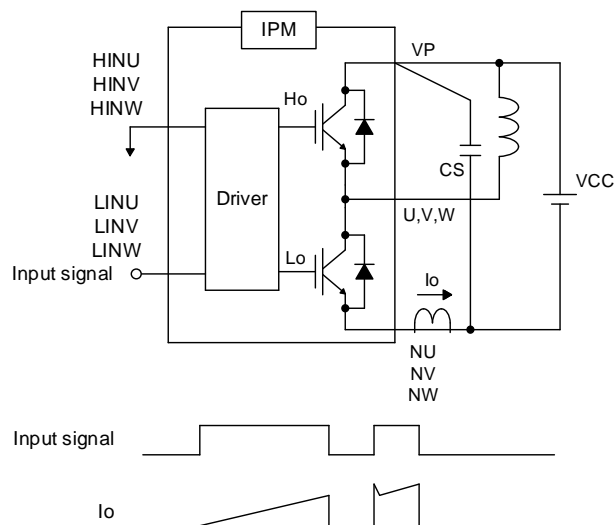 IPM
VP
HINU
HINV
HINW
Ho
Driver
CS
VCC
U,V,W
LINU
LINV
LINW
Input signal
Lo
Io
NU
NV
NW
Input signal
Io